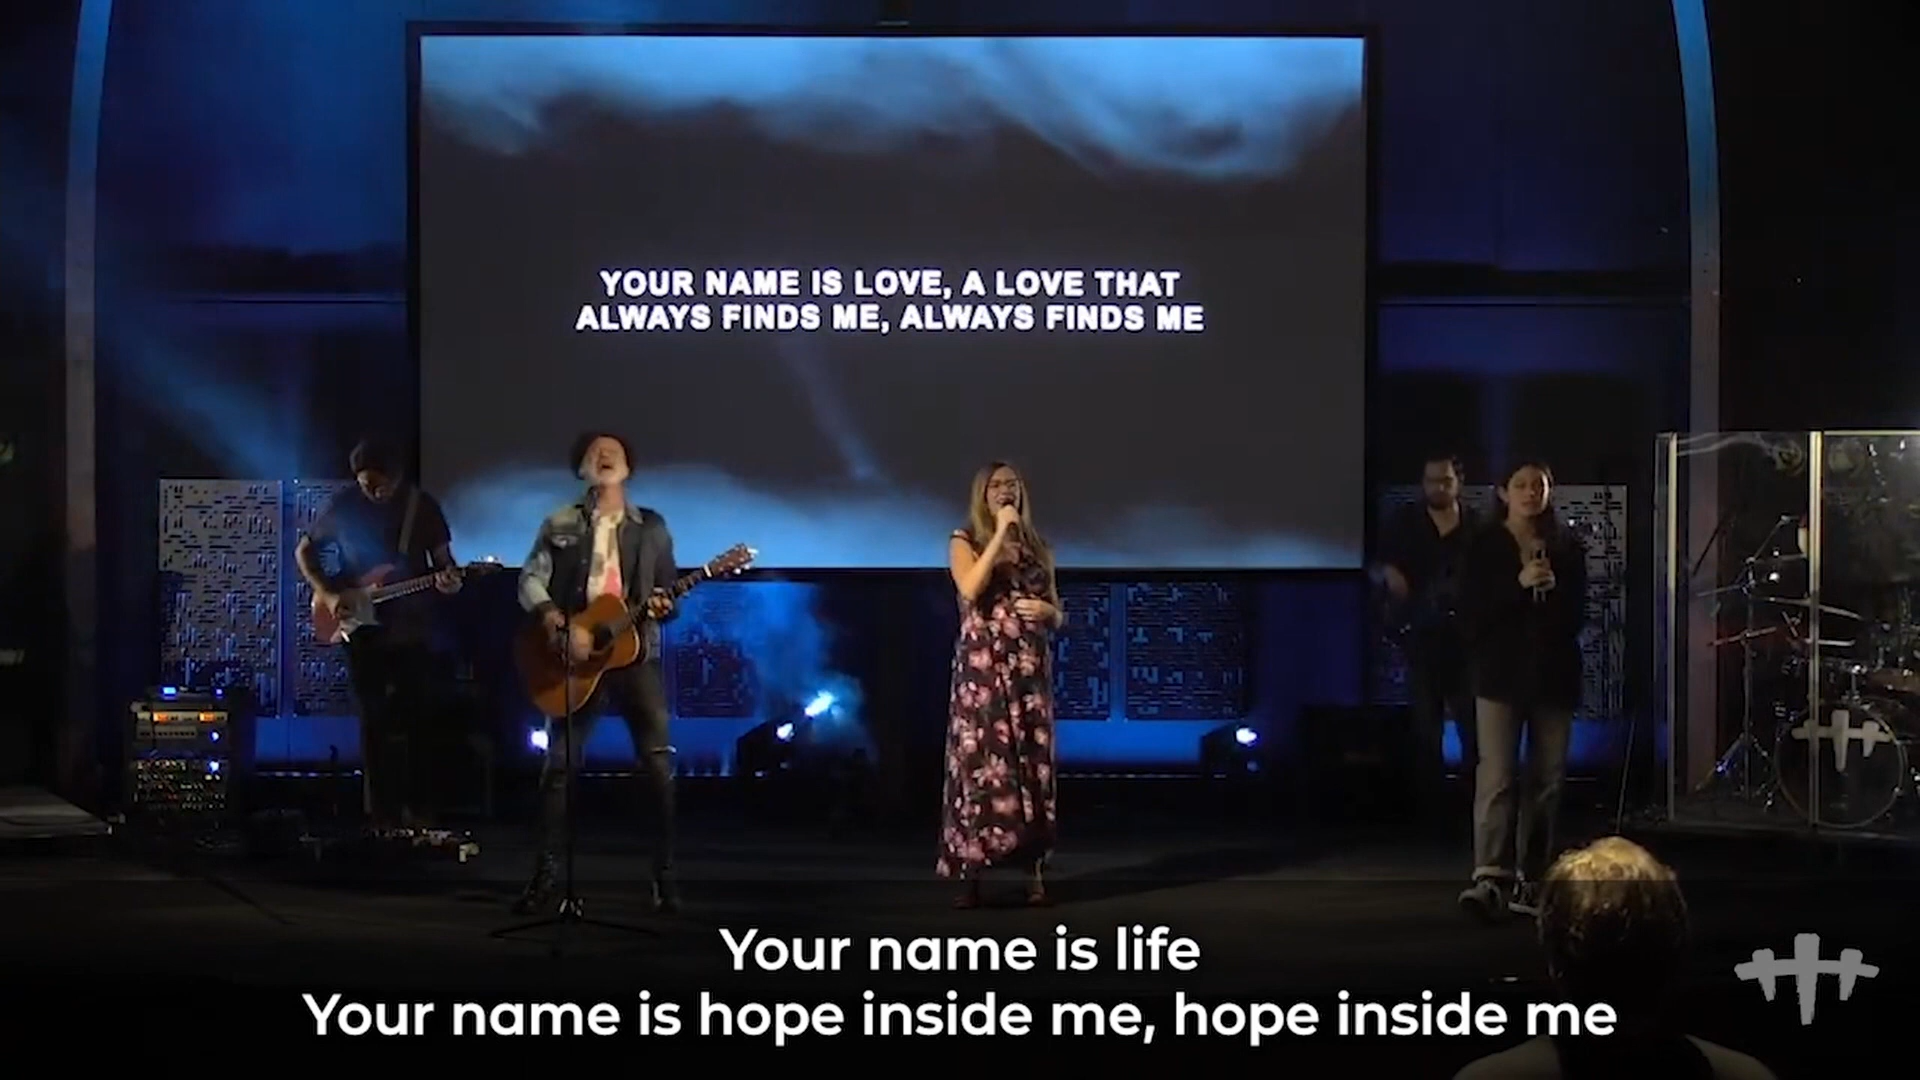 YOUR NAME IS LOVE, A LOVE THAT
ALWAYS FINDS ME, ALWAYS FINDS ME
Your name is life
Your name is hope inside me, hope inside me